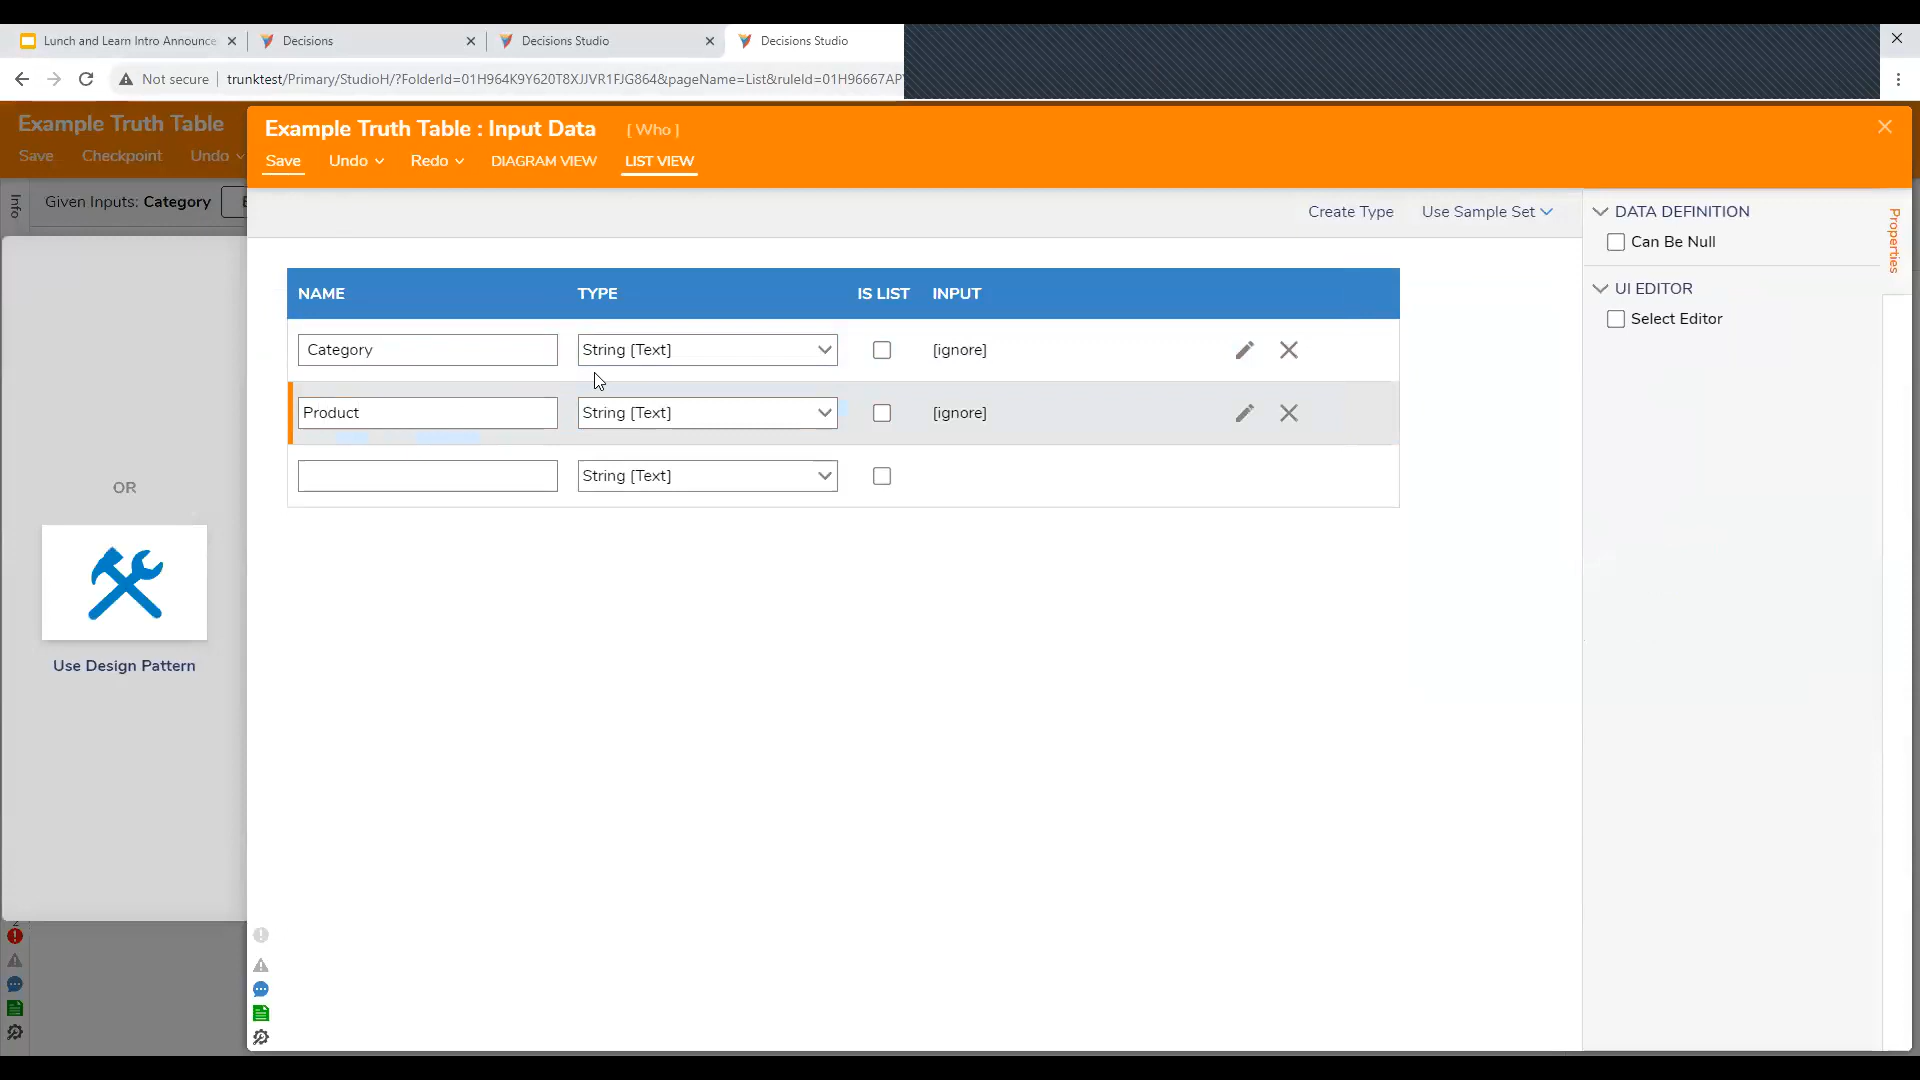 Lunch and Learn Intro Announce
Decisions
Decisions Studio
Decisions Studio
Not secure
trunktest/Primary/StudioH/?FolderId=01H964K9Y620T8XJJVR1FJG864&pageName=List&ruleId=01H96667AP
Example Truth Table
Save
Checkpoint
Undo
Info
Given Inputs: Category
OR
Use Design Pattern
Example Truth Table : Input Data
[ Who ]
Save
Undo
Redo
DIAGRAM VIEW
LIST VIEW
Create Type
Use Sample Set
NAME
TYPE
IS LIST
INPUT
Category
String [Text]
[ignore]
Product
String [Text]
[ignore]
String [Text]
DATA DEFINITION
Can Be Null
UI EDITOR
Select Editor
Properties